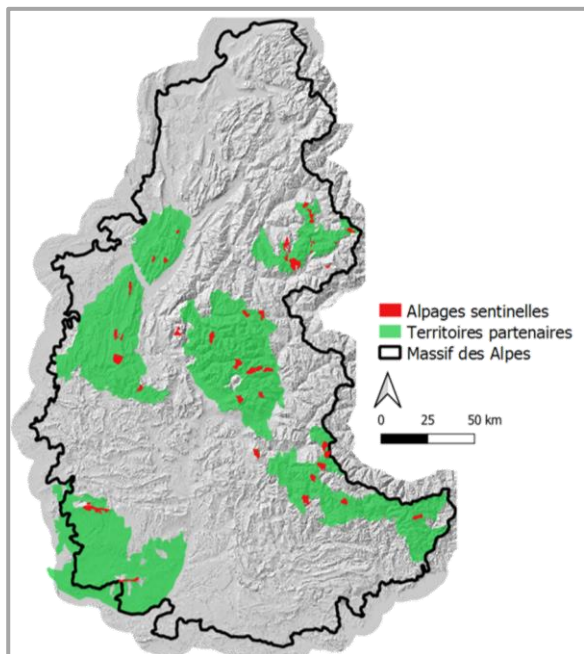 Alpages sentinelles
Territoires partenaires
Massif des Alpes
0 25 50 km